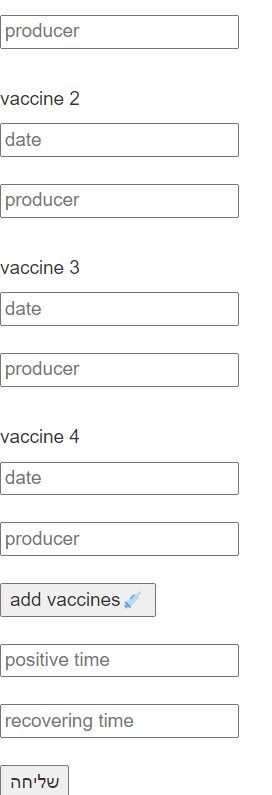 producer
vaccine 2
date
producer
vaccine 3
date
producer
vaccine 4
date
producer
add vaccines💉
positive time
recovering time
שליחה